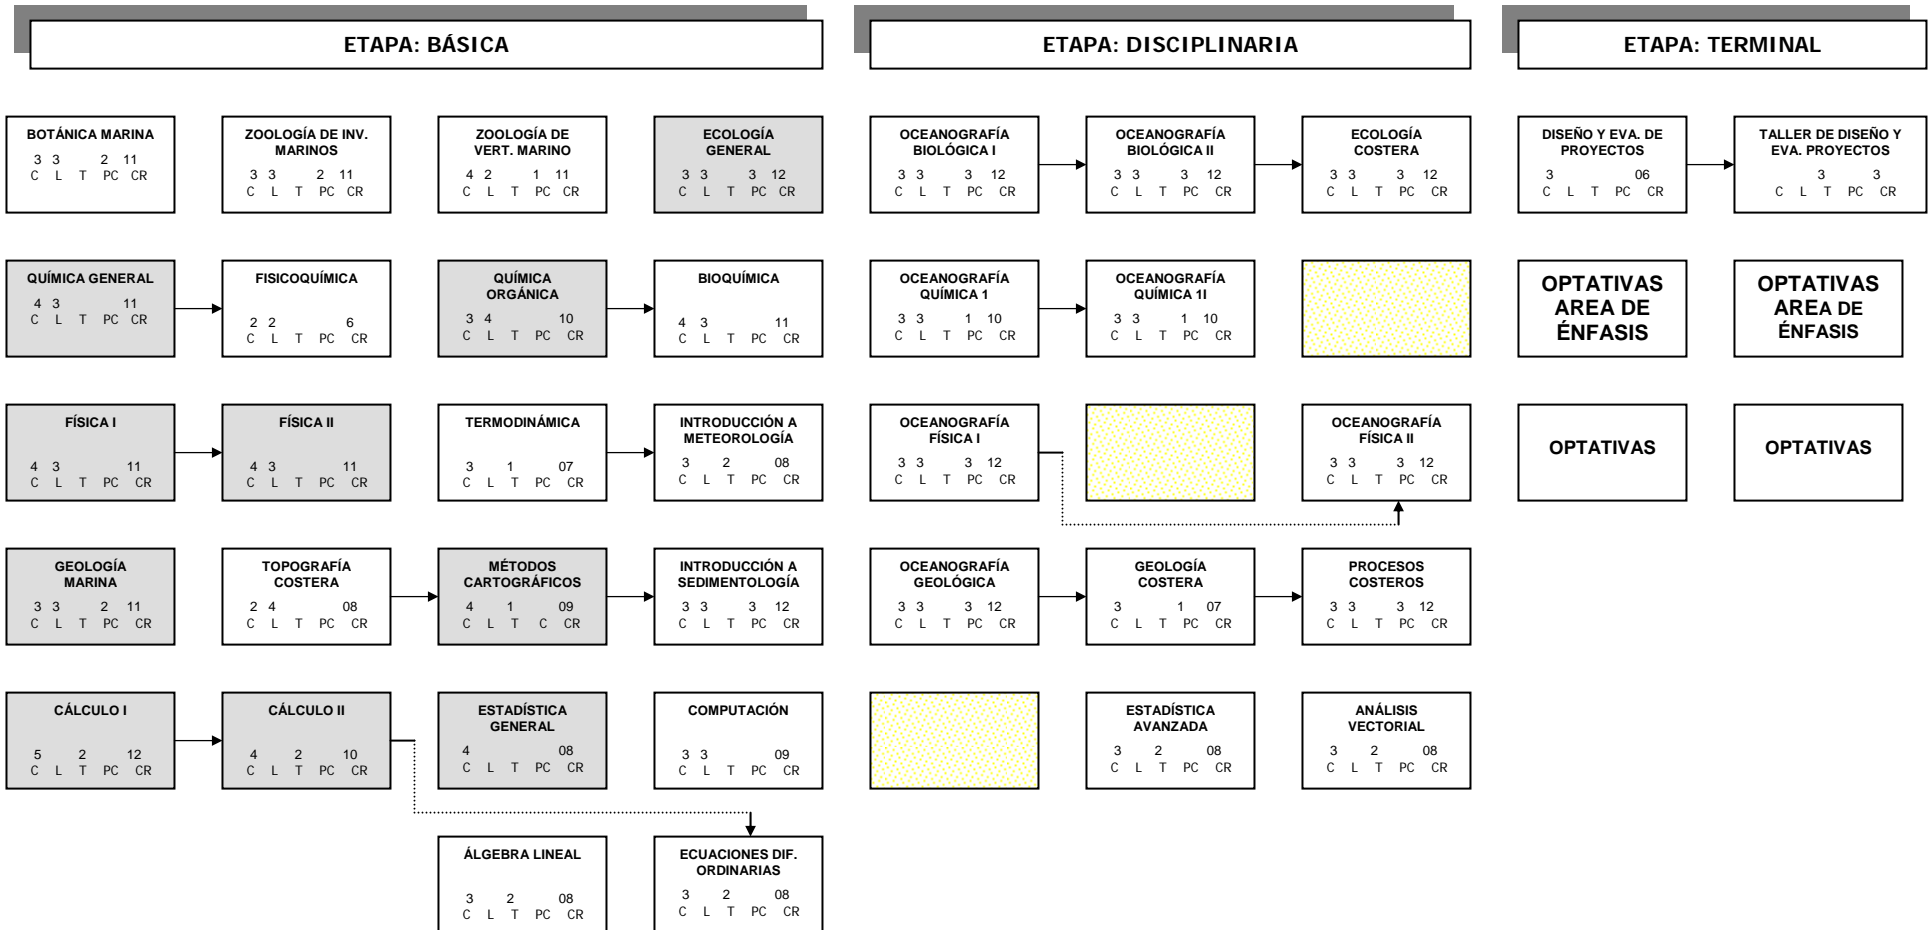 ETAPA: BÁSICA
ETAPA: DISCIPLINARIA
ETAPA: TERMINAL
BOTÁNICA MARINA
3 3 2 11
C L T PC CR
ZOOLOGÍA DE INV.
MARINOS
3 3 2 11
C L T PC CR
ZOOLOGÍA DE
VERT. MARINO
4 2 1 11
C L T PC CR
ECOLOGÍA
GENERAL
3 3 3 12
C L T PC CR
OCEANOGRAFÍA
BIOLÓGICA I
3 3 3 12
C L T PC CR
OCEANOGRAFÍA
BIOLÓGICA II
3 3 3 12
C L T PC CR
ECOLOGÍA
COSTERA
3 3 3 12
C L T PC CR
DISEÑO Y EVA. DE
PROYECTOS
3 06
C L T PC CR
TALLER DE DISEÑO Y
EVA. PROYECTOS
3 3
C L T PC CR
QUÍMICA GENERAL
4 3 11
C L T PC CR
FISICOQUÍMICA
2 2 6
C L T PC CR
QUÍMICA
ORGÁNICA
3 4 10
C L T PC CR
BIOQUÍMICA
4 3 11
C L T PC CR
OCEANOGRAFÍA
QUÍMICA 1
3 3 1 10
C L T PC CR
OCEANOGRAFÍA
QUÍMICA 1I
3 3 1 10
C L T PC CR
OPTATIVAS
AREA DE
ÉNFASIS
OPTATIVAS
AREA DE
ÉNFASIS
FÍSICA I
4 3 11
C L T PC CR
FÍSICA II
4 3 11
C L T PC CR
TERMODINÁMICA
3 1 07
C L T PC CR
INTRODUCCIÓN A
METEOROLOGÍA
3 2 08
C L T PC CR
OCEANOGRAFÍA
FÍSICA I
3 3 3 12
C L T PC CR
OCEANOGRAFÍA
FÍSICA II
3 3 3 12
C L T PC CR
OPTATIVAS
OPTATIVAS
GEOLOGÍA
MARINA
3 3 2 11
C L T PC CR
TOPOGRAFÍA
COSTERA
2 4 08
C L T PC CR
MÉTODOS
CARTOGRÁFICOS
4 1 09
C L T C CR
INTRODUCCIÓN A
SEDIMENTOLOGÍA
3 3 3 12
C L T PC CR
OCEANOGRAFÍA
GEOLÓGICA
3 3 3 12
C L T PC CR
GEOLOGÍA
COSTERA
3 1 07
C L T PC CR
PROCESOS
COSTEROS
3 3 3 12
C L T PC CR
CÁLCULO I
5 2 12
C L T PC CR
CÁLCULO II
4 2 10
C L T PC CR
ESTADÍSTICA
GENERAL
4 08
C L T PC CR
COMPUTACIÓN
3 3 09
C L T PC CR
ESTADÍSTICA
AVANZADA
3 2 08
C L T PC CR
ANÁLISIS
VECTORIAL
3 2 08
C L T PC CR
ÁLGEBRA LINEAL
3 2 08
C L T PC CR
ECUACIONES DIF.
ORDINARIAS
3 2 08
C L T PC CR